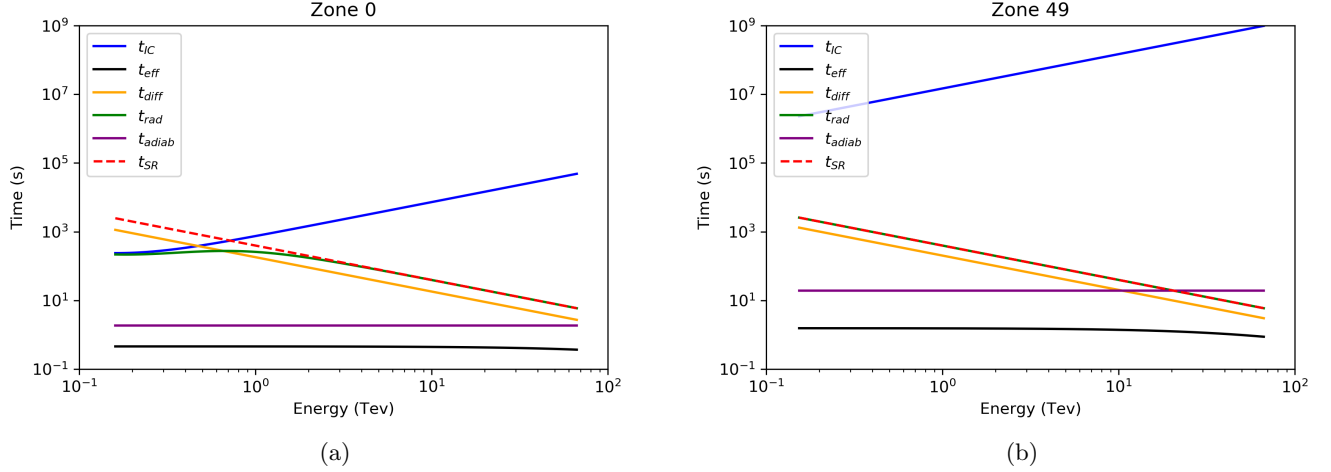 Zone 0
10^9
10^7
10^5
10^3
10^1
10^-1
Time (s)
t_IC
t_eff
t_diff
t_rad
t_adiab
t_SR
10^-1 10^0 10^1 10^2
Energy (Tev)
(a)
Zone 49
10^9
10^7
10^5
10^3
10^1
10^-1
Time (s)
t_IC
t_eff
t_diff
t_rad
t_adiab
t_SR
10^-1 10^0 10^1 10^2
Energy (Tev)
(b)